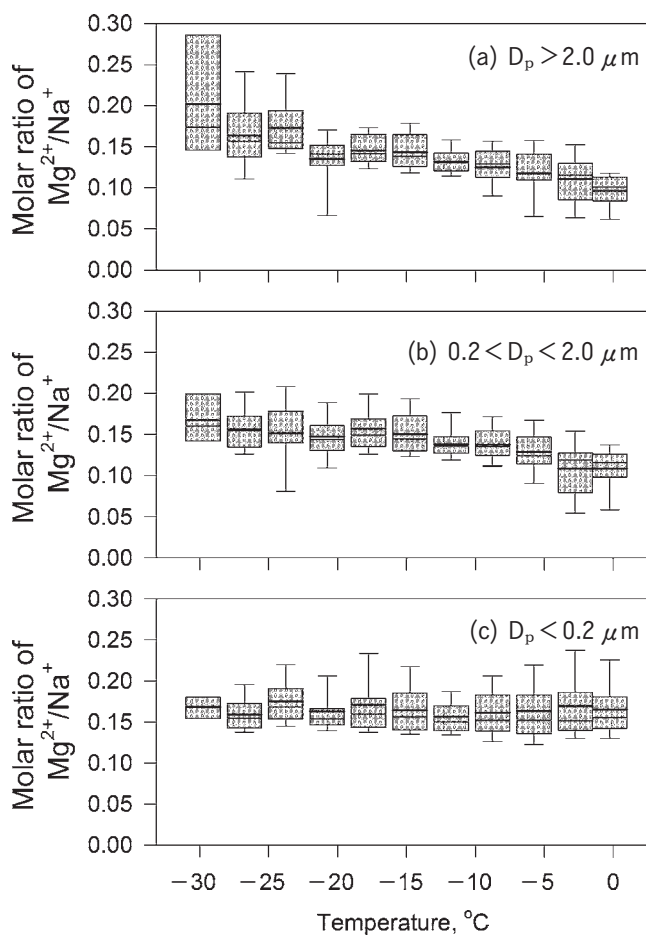 0.30
0.25
0.20
0.15
0.10
0.05
0.00
Molar ratio of
Mg²⁺/Na⁺
(a) Dₚ > 2.0 μm
0.30
0.25
0.20
0.15
0.10
0.05
0.00
Molar ratio of
Mg²⁺/Na⁺
(b) 0.2 < Dₚ < 2.0 μm
0.30
0.25
0.20
0.15
0.10
0.05
0.00
Molar ratio of
Mg²⁺/Na⁺
(c) Dₚ < 0.2 μm
−30 −25 −20 −15 −10 −5 0
Temperature, °C